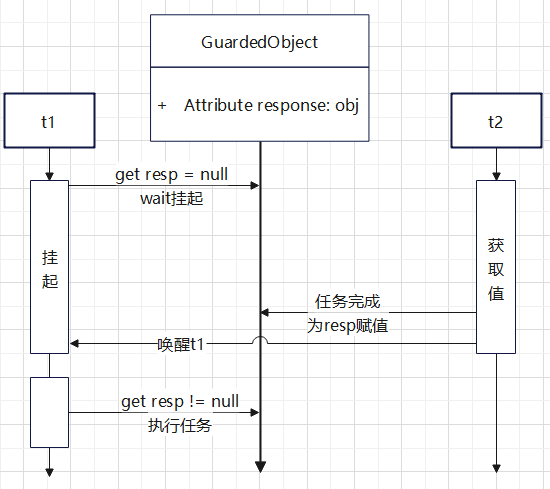 GuardedObject
+ Attribute response: obj
t1
t2
get resp = null
wait挂起
挂
起
获
取
值
任务完成
为resp赋值
唤醒t1
get resp != null
执行任务